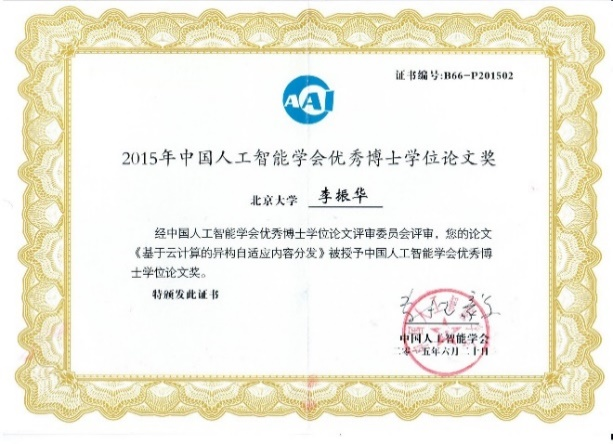 证书编号:B66-P201502
CAAI
2015年中国人工智能学会优秀博士学位论文奖
北京大学 李振华
经中国人工智能学会优秀博士学位论文评审委员会评审，您的论文
《基于云计算的异构自适应内容分发》被授予中国人工智能学会优秀博
士学位论文奖。
特颁发此证书
中国人工智能学会
二〇一五年六月二十日